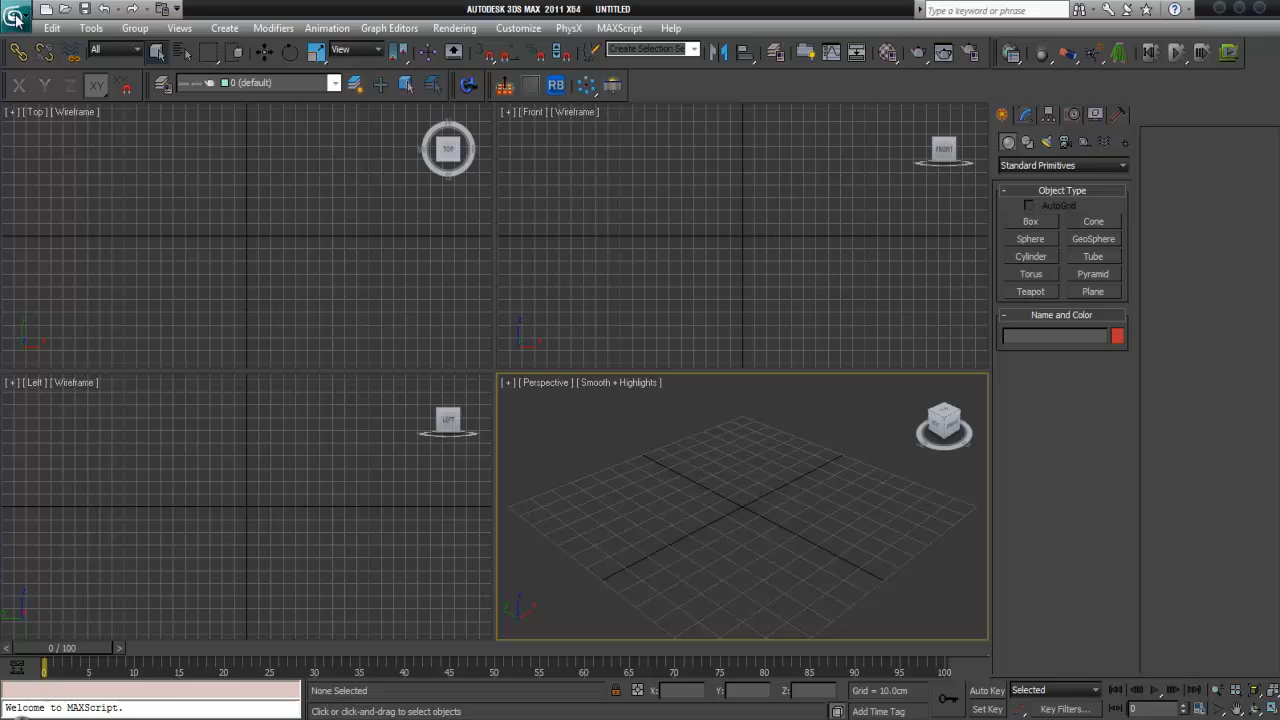 AUTODESK 3DS MAX 2011 X64 UNTITLED
Type a keyword or phrase
Edit Tools Group Views Create Modifiers Animation Graph Editors Rendering Customize PhysX MAXScript Help
All View Create Selection Se
X Y Z XY 0 (default) RB
[ + ] [ Top ] [ Wireframe ]
TOP
[ + ] [ Front ] [ Wireframe ]
FRONT
Standard Primitives
- Object Type
AutoGrid
Box Cone
Sphere GeoSphere
Cylinder Tube
Torus Pyramid
Teapot Plane
- Name and Color
[ + ] [ Left ] [ Wireframe ]
LEFT
[ + ] [ Perspective ] [ Smooth + Highlights ]
< 0 / 100 >
0 5 10 15 20 25 30 35 40 45 50 55 60 65 70 75 80 85 90 95 100
None Selected X: Y: Z: Grid = 10.0cm Auto Key Selected
Welcome to MAXScript.
Click or click-and-drag to select objects Add Time Tag Set Key Key Filters... 0